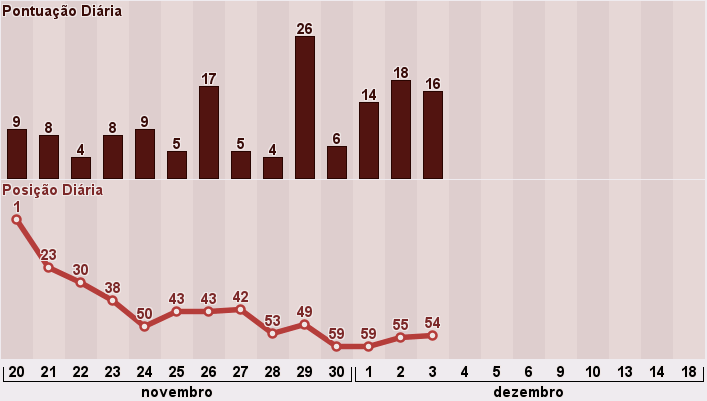 Pontuação Diária
9 8 4 8 9 5 17 5 4 26 6 14 18 16
Posição Diária
1 23 30 38 50 43 43 42 53 49 59 59 55 54
20 21 22 23 24 25 26 27 28 29 30 1 2 3 4 5 6 9 10 13 14 18
novembro dezembro